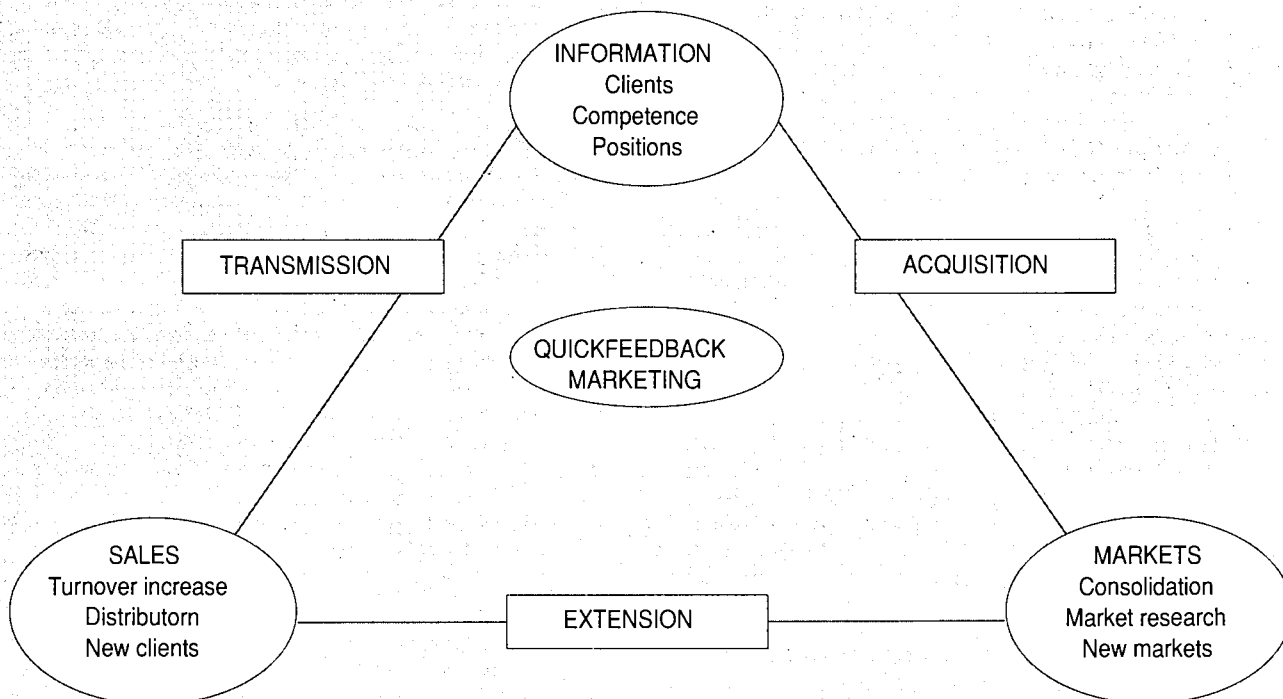 INFORMATION
Clients
Competence
Positions
TRANSMISSION
ACQUISITION
QUICKFEEDBACK
MARKETING
SALES
Turnover increase
Distributorn
New clients
EXTENSION
MARKETS
Consolidation
Market research
New markets